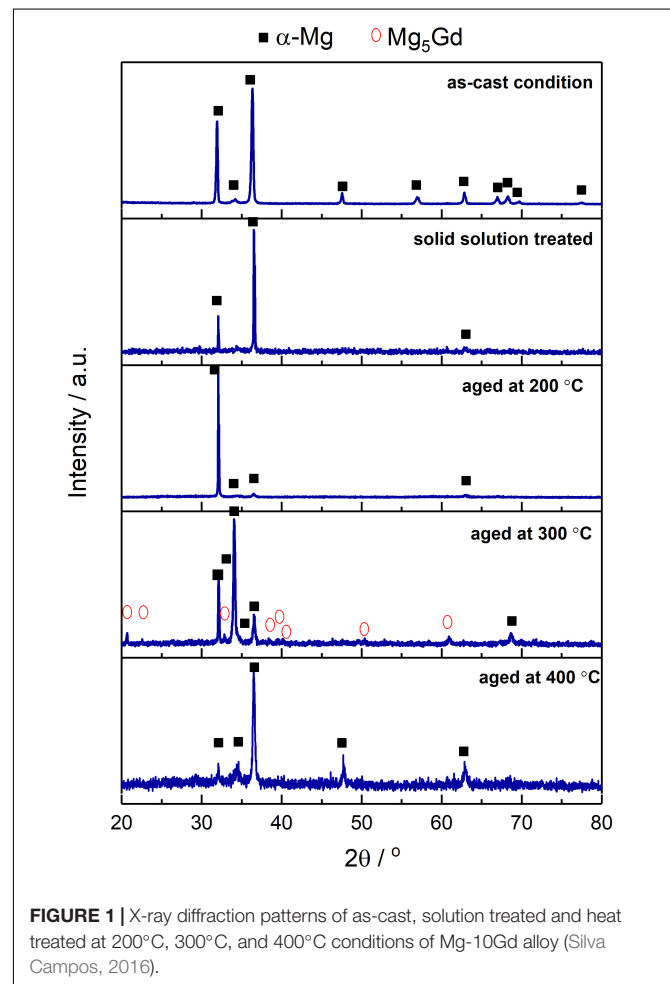 ■ α-Mg ○ Mg₅Gd
as-cast condition
solid solution treated
aged at 200 °C
aged at 300 °C
aged at 400 °C
Intensity / a.u.
20 30 40 50 60 70 80
2θ / °
FIGURE 1 | X-ray diffraction patterns of as-cast, solution treated and heat
treated at 200°C, 300°C, and 400°C conditions of Mg-10Gd alloy (Silva
Campos, 2016).